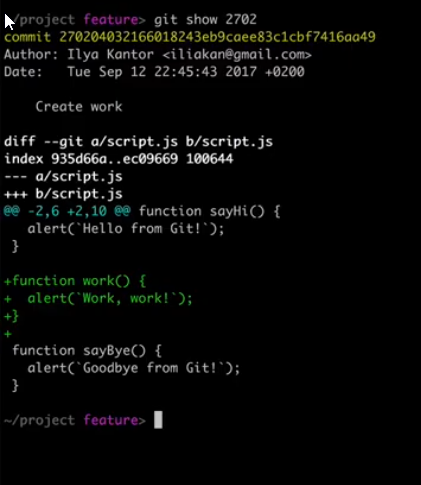 ~/project feature> git show 2702
commit 270204032166018243eb9caee83c1cbf7416aa49
Author: Ilya Kantor <iliakan@gmail.com>
Date:   Tue Sep 12 22:45:43 2017 +0200

    Create work

diff --git a/script.js b/script.js
index 935d66a..ec09669 100644
--- a/script.js
+++ b/script.js
@@ -2,6 +2,10 @@ function sayHi() {
   alert(`Hello from Git!`);
 }

+function work() {
+  alert(`Work, work!`);
+}
+
 function sayBye() {
   alert(`Goodbye from Git!`);
 }

~/project feature>